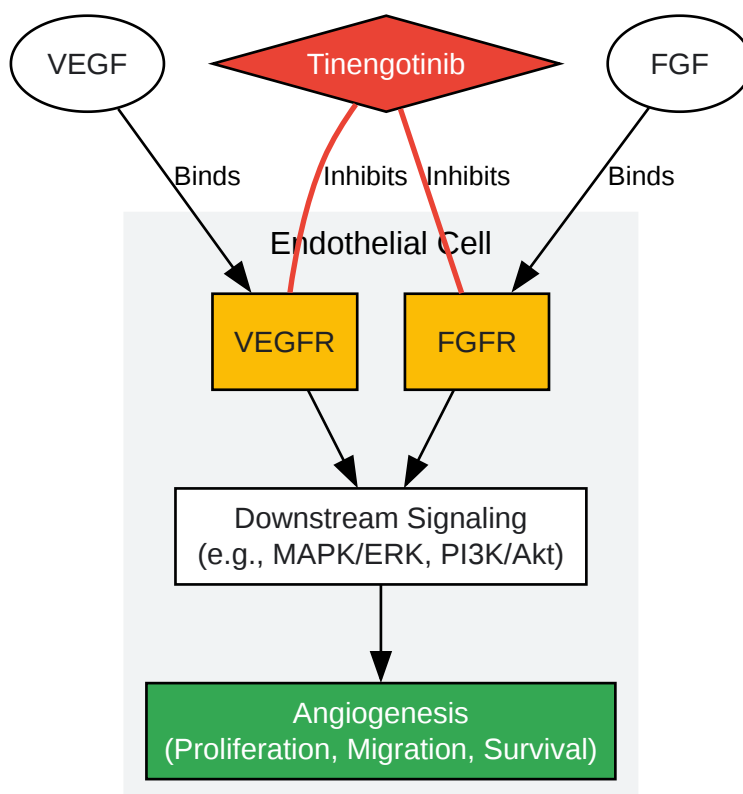 VEGF
Tinengotinib
FGF
Binds
Inhibits
Inhibits
Binds
Endothelial Cell
VEGFR
FGFR
Downstream Signaling
(e.g., MAPK/ERK, PI3K/Akt)
Angiogenesis
(Proliferation, Migration, Survival)